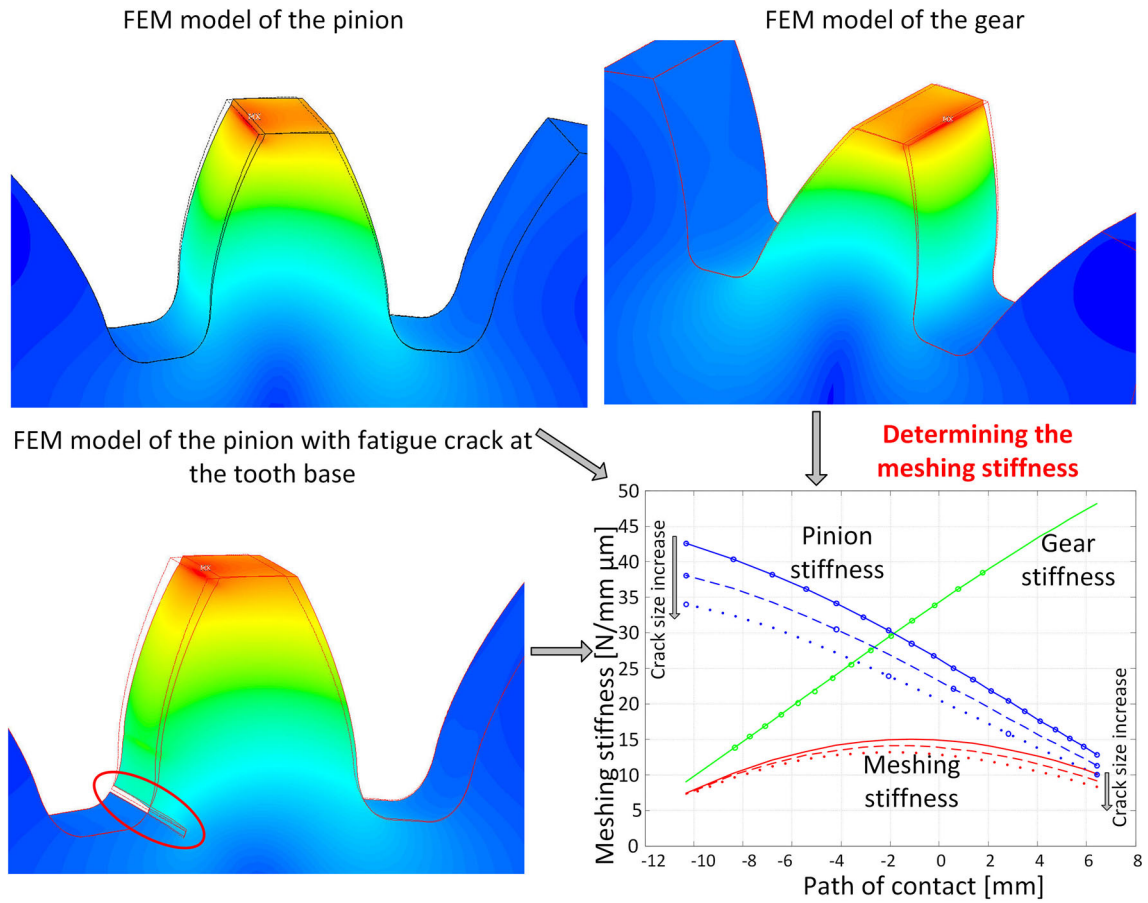 FEM model of the pinion
FEM model of the gear
MX
MX
FEM model of the pinion with fatigue crack at
the tooth base
Determining the
meshing stiffness
MX
Meshing stiffness [N/mm µm]
50
45
40
35
30
25
20
15
10
5
0
Crack size increase
Pinion
stiffness
Gear
stiffness
Meshing
stiffness
Crack size increase
-12 -10 -8 -6 -4 -2 0 2 4 6 8
Path of contact [mm]